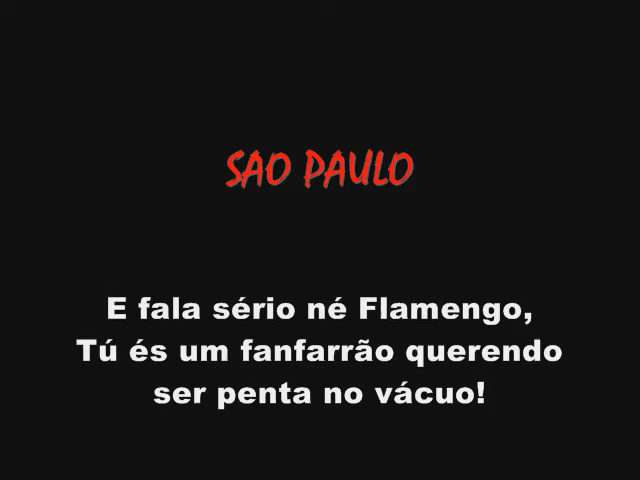 SAO PAULO
E fala sério né Flamengo,
Tú és um fanfarrão querendo
ser penta no vácuo!